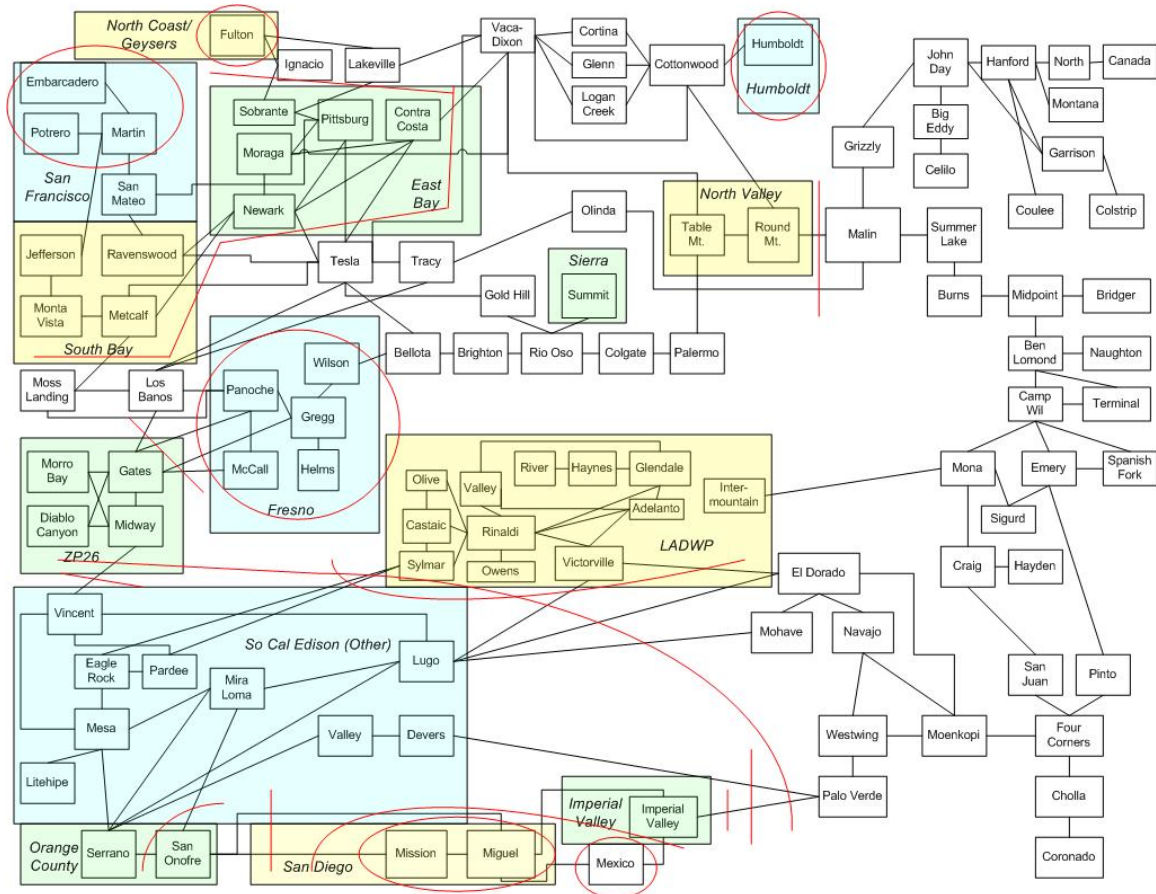 North Coast/
Geysers
Fulton
Ignacio
Lakeville
Vaca-
Dixon
Cortina
Glenn
Logan
Creek
Cottonwood
Humboldt
Humboldt
John
Day
Hanford
North
Canada
Montana
Big
Eddy
Celilo
Garrison
Coulee
Colstrip
Grizzly
Embarcadero
Potrero
Martin
San
Francisco
San
Mateo
Sobrante
Pittsburg
Contra
Costa
Moraga
Newark
East
Bay
North Valley
Table
Mt.
Round
Mt.
Malin
Summer
Lake
Olinda
Jefferson
Ravenswood
Monta
Vista
Metcalf
South Bay
Tesla
Tracy
Sierra
Summit
Gold Hill
Burns
Midpoint
Bridger
Bellota
Brighton
Rio Oso
Colgate
Palermo
Ben
Lomond
Naughton
Camp
Wil
Terminal
Moss
Landing
Los
Banos
Wilson
Panoche
Gregg
McCall
Helms
Fresno
Morro
Bay
Gates
Diablo
Canyon
Midway
ZP26
Olive
Valley
River
Haynes
Glendale
Inter-
mountain
Adelanto
Castaic
Rinaldi
Sylmar
Owens
Victorville
LADWP
Mona
Emery
Spanish
Fork
Sigurd
Craig
Hayden
El Dorado
Mohave
Navajo
Vincent
So Cal Edison (Other)
Eagle
Rock
Pardee
Mira
Loma
Lugo
Mesa
Valley
Devers
Litehipe
San
Juan
Pinto
Westwing
Moenkopi
Four
Corners
Palo Verde
Cholla
Coronado
Imperial
Valley
Imperial
Valley
Orange
County
Serrano
San
Onofre
San Diego
Mission
Miguel
Mexico